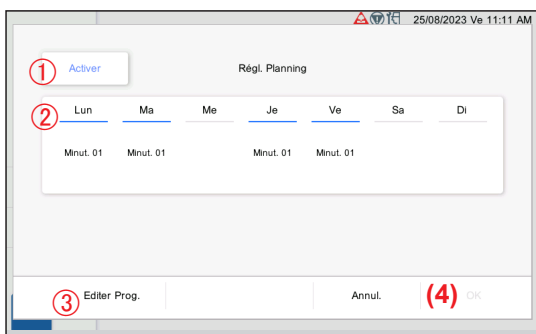 25/08/2023 Ve 11:11 AM
① Activer Régl. Planning
② Lun Ma Me Je Ve Sa Di
Minut. 01 Minut. 01 Minut. 01 Minut. 01
③ Editer Prog. Annul. (4) OK